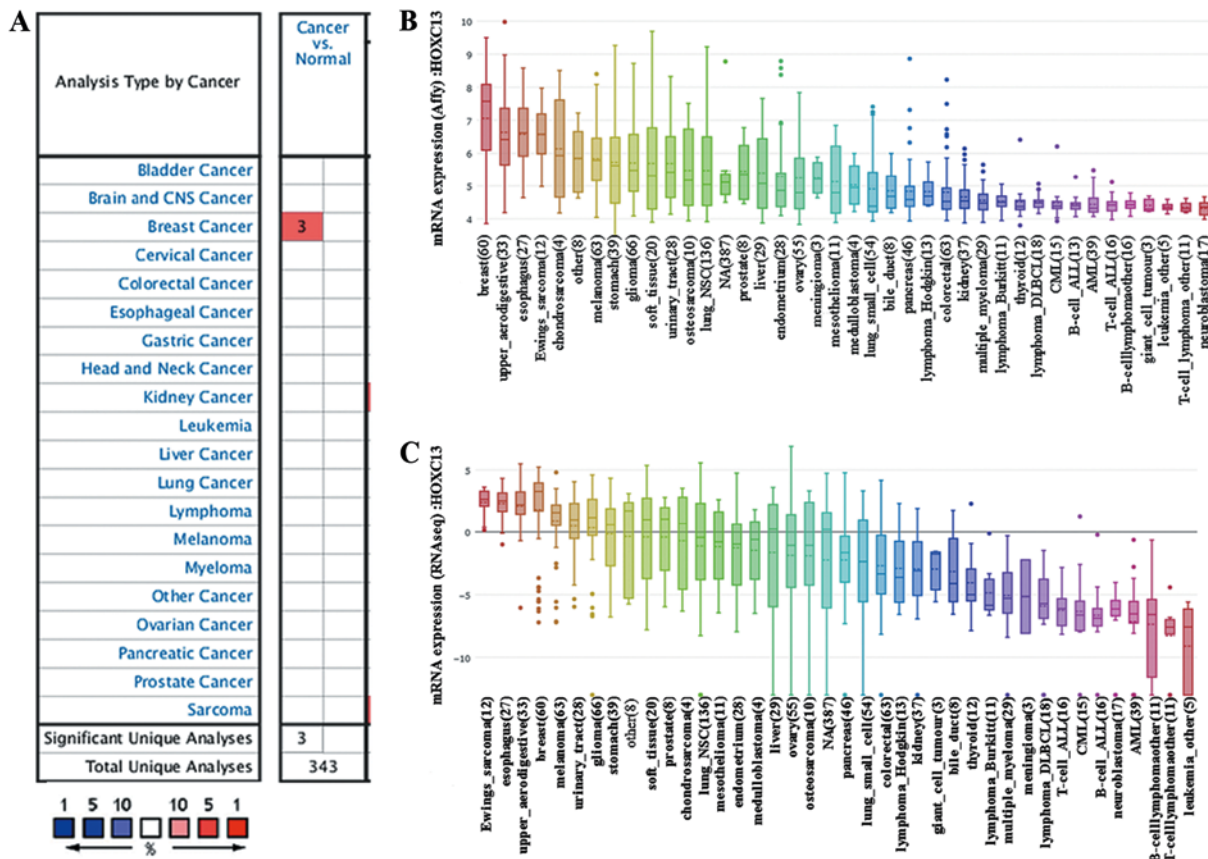 A
Analysis Type by Cancer
Cancer
vs.
Normal
Bladder Cancer
Brain and CNS Cancer
Breast Cancer
3
Cervical Cancer
Colorectal Cancer
Esophageal Cancer
Gastric Cancer
Head and Neck Cancer
Kidney Cancer
Leukemia
Liver Cancer
Lung Cancer
Lymphoma
Melanoma
Myeloma
Other Cancer
Ovarian Cancer
Pancreatic Cancer
Prostate Cancer
Sarcoma
Significant Unique Analyses
3
Total Unique Analyses
343
1 5 10 10 5 1
%
B
mRNA expression (Affy) :HOXC13
10
9
8
7
6
5
4
breast(60)
upper_aerodigestive(33)
esophagus(27)
Ewings_sarcoma(12)
chondrosarcoma(4)
other(8)
melanoma(63)
stomach(39)
glioma(66)
soft_tissue(20)
urinary_tract(28)
osteosarcoma(10)
lung_NSC(136)
NA(387)
prostate(8)
liver(29)
endometrium(28)
ovary(55)
meningioma(3)
mesothelioma(11)
medulloblastoma(4)
lung_small_cell(54)
bile_duct(8)
pancreas(46)
lymphoma_Hodgkin(13)
colorectal(63)
kidney(37)
multiple_myeloma(29)
lymphoma_Burkitt(11)
thyroid(12)
lymphoma_DLBCL(18)
CML(15)
B-cell_ALL(13)
AML(39)
T-cell_ALL(16)
B-celllymphomaother(16)
giant_cell_tumour(3)
leukemia_other(5)
T-cell_lymphoma_other(11)
neuroblastoma(17)
C
mRNA expression (RNAseq) :HOXC13
5
0
−5
−10
Ewings_sarcoma(12)
esophagus(27)
upper_aerodigestive(33)
breast(60)
melanoma(63)
urinary_tract(28)
glioma(66)
stomach(39)
other(8)
soft_tissue(20)
prostate(8)
chondrosarcoma(4)
lung_NSC(136)
mesothelioma(11)
endometrium(28)
medulloblastoma(4)
liver(29)
ovary(55)
osteosarcoma(10)
NA(387)
pancreas(46)
lung_small_cell(54)
colorectal(63)
lymphoma_Hodgkin(13)
kidney(37)
giant_cell_tumour(3)
bile_duct(8)
thyroid(12)
lymphoma_Burkitt(11)
multiple_myeloma(29)
meningioma(3)
lymphoma_DLBCL(18)
T-cell_ALL(16)
CML(15)
B-cell_ALL(16)
neuroblastoma(17)
AML(39)
B-celllymphomaother(11)
T-celllymphoma(11)
leukemia_other(5)